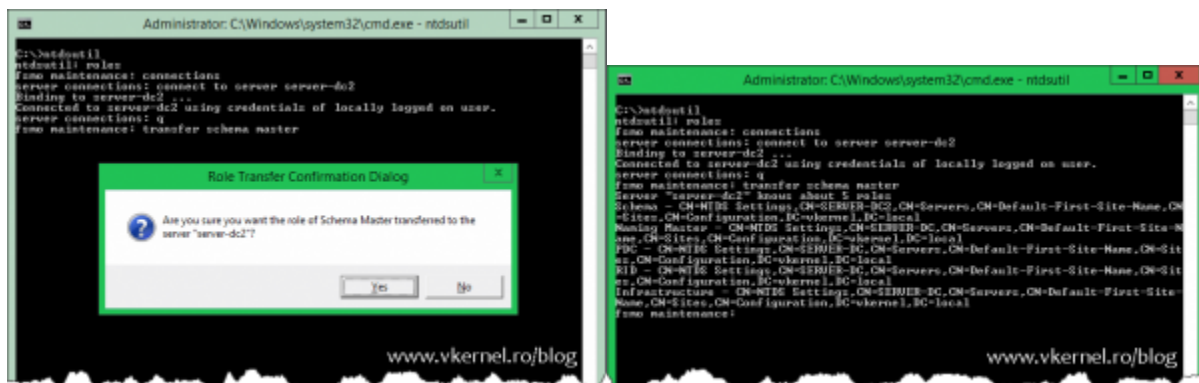 Administrator: C:\Windows\system32\cmd.exe - ntdsutil
C:\>ntdsutil
ntdsutil: roles
fsmo maintenance: connections
server connections: connect to server server-dc2
Binding to server-dc2 ...
Connected to server-dc2 using credentials of locally logged on user.
server connections: q
fsmo maintenance: transfer schema master
Role Transfer Confirmation Dialog
Are you sure you want the role of Schema Master transferred to the
server "server-dc2"?
Yes
No
www.vkernel.ro/blog
Administrator: C:\Windows\system32\cmd.exe - ntdsutil
C:\>ntdsutil
ntdsutil: roles
fsmo maintenance: connections
server connections: connect to server server-dc2
Binding to server-dc2 ...
Connected to server-dc2 using credentials of locally logged on user.
server connections: q
fsmo maintenance: transfer schema master
Server "server-dc2" knows about 5 roles
Schema - CN=NTDS Settings,CN=SERVER-DC2,CN=Servers,CN=Default-First-Site-Name,CN
=Sites,CN=Configuration,DC=vkernel,DC=local
Naming Master - CN=NTDS Settings,CN=SERVER-DC,CN=Servers,CN=Default-First-Site-N
ame,CN=Sites,CN=Configuration,DC=vkernel,DC=local
PDC - CN=NTDS Settings,CN=SERVER-DC,CN=Servers,CN=Default-First-Site-Name,CN=Sit
es,CN=Configuration,DC=vkernel,DC=local
RID - CN=NTDS Settings,CN=SERVER-DC,CN=Servers,CN=Default-First-Site-Name,CN=Sit
es,CN=Configuration,DC=vkernel,DC=local
Infrastructure - CN=NTDS Settings,CN=SERVER-DC,CN=Servers,CN=Default-First-Site-
Name,CN=Sites,CN=Configuration,DC=vkernel,DC=local
fsmo maintenance:
www.vkernel.ro/blog